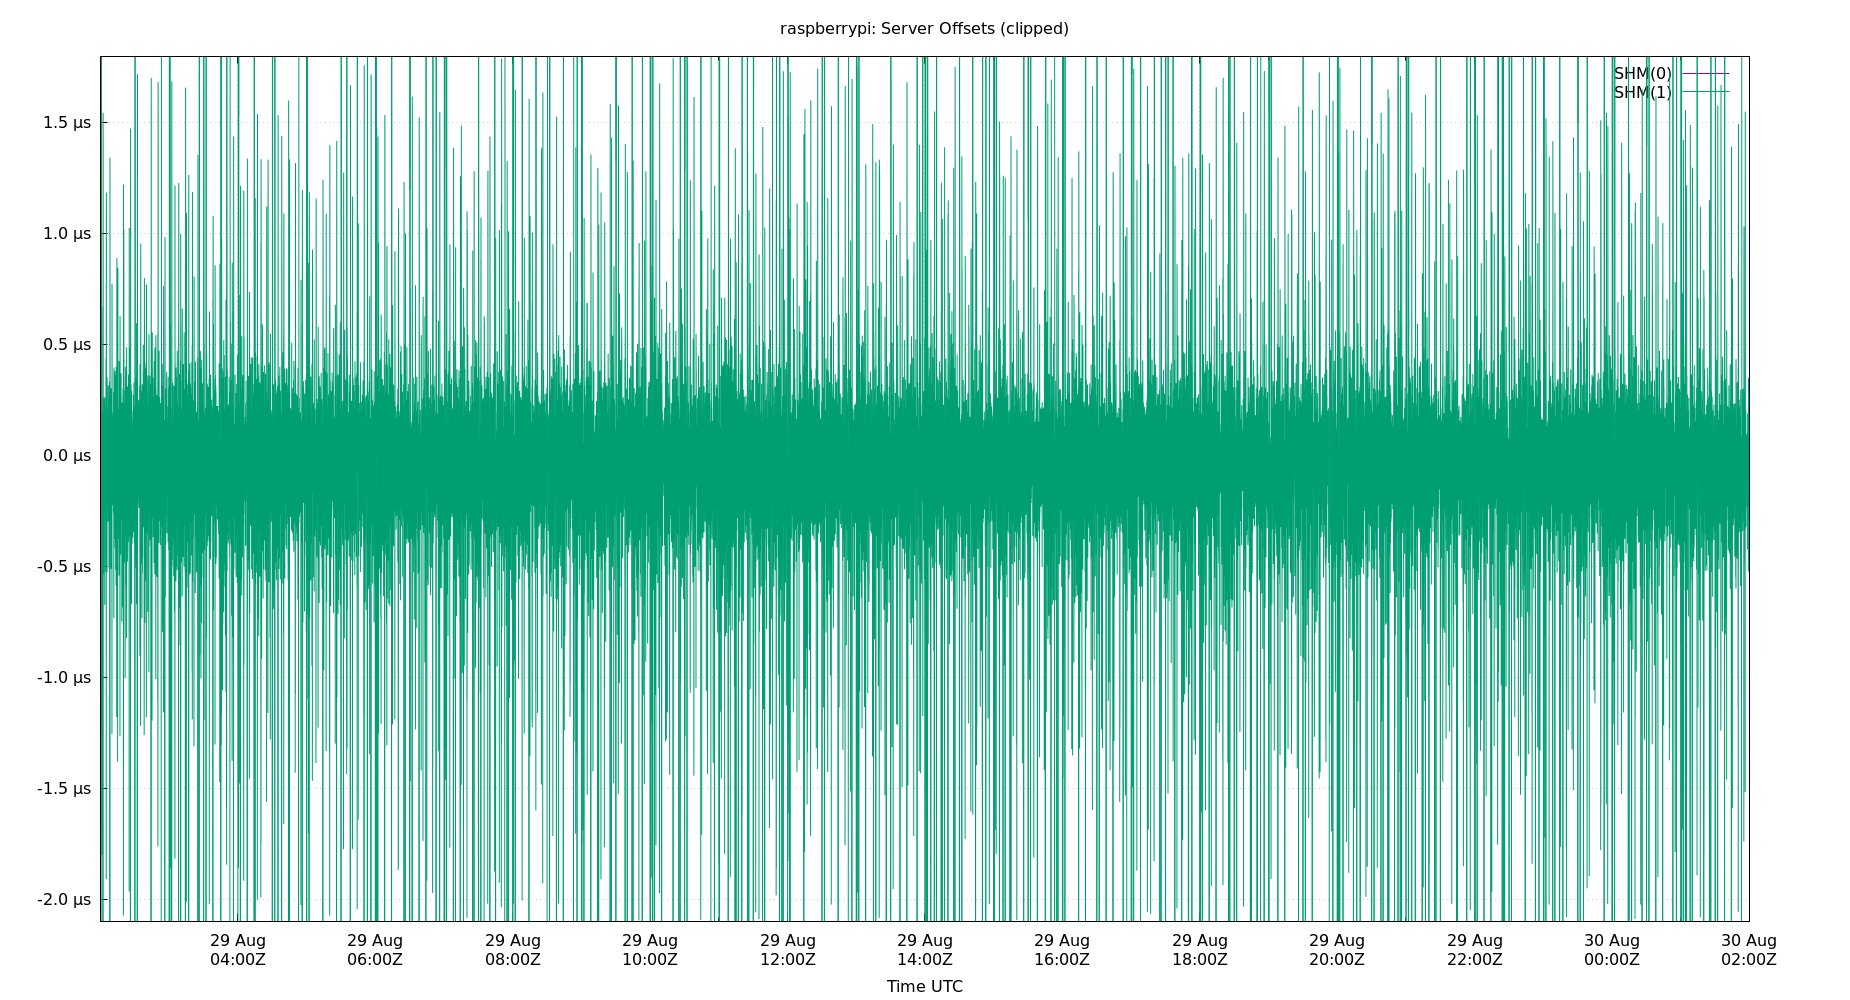 raspberrypi: Server Offsets (clipped)
SHM(0)
SHM(1)
1.5 µs
1.0 µs
0.5 µs
0.0 µs
-0.5 µs
-1.0 µs
-1.5 µs
-2.0 µs
29 Aug 29 Aug 29 Aug 29 Aug 29 Aug 29 Aug 29 Aug 29 Aug 29 Aug 29 Aug 30 Aug 30 Aug
04:00Z 06:00Z 08:00Z 10:00Z 12:00Z 14:00Z 16:00Z 18:00Z 20:00Z 22:00Z 00:00Z 02:00Z
Time UTC